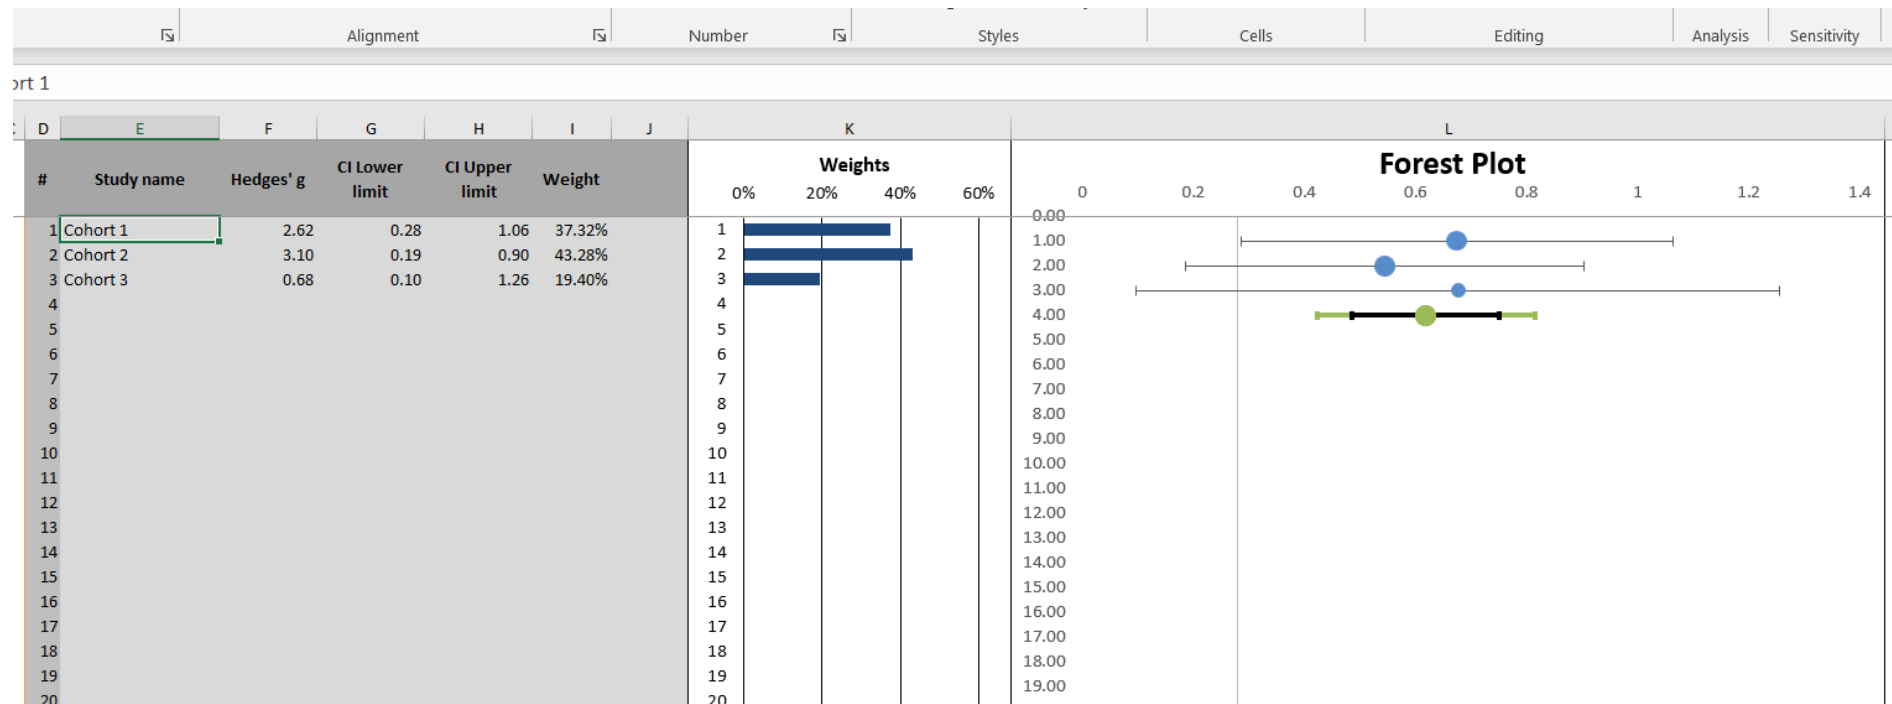 Alignment Number Styles Cells Editing Analysis Sensitivity
ort 1
D E F G H I J K L
# Study name Hedges' g CI Lower limit CI Upper limit Weight
Weights
0% 20% 40% 60%
Forest Plot
0 0.2 0.4 0.6 0.8 1 1.2 1.4
0.00
1 Cohort 1 2.62 0.28 1.06 37.32% 1 1.00
2 Cohort 2 3.10 0.19 0.90 43.28% 2 2.00
3 Cohort 3 0.68 0.10 1.26 19.40% 3 3.00
4 4 4.00
5 5 5.00
6 6 6.00
7 7 7.00
8 8 8.00
9 9 9.00
10 10 10.00
11 11 11.00
12 12 12.00
13 13 13.00
14 14 14.00
15 15 15.00
16 16 16.00
17 17 17.00
18 18 18.00
19 19 19.00
20 20